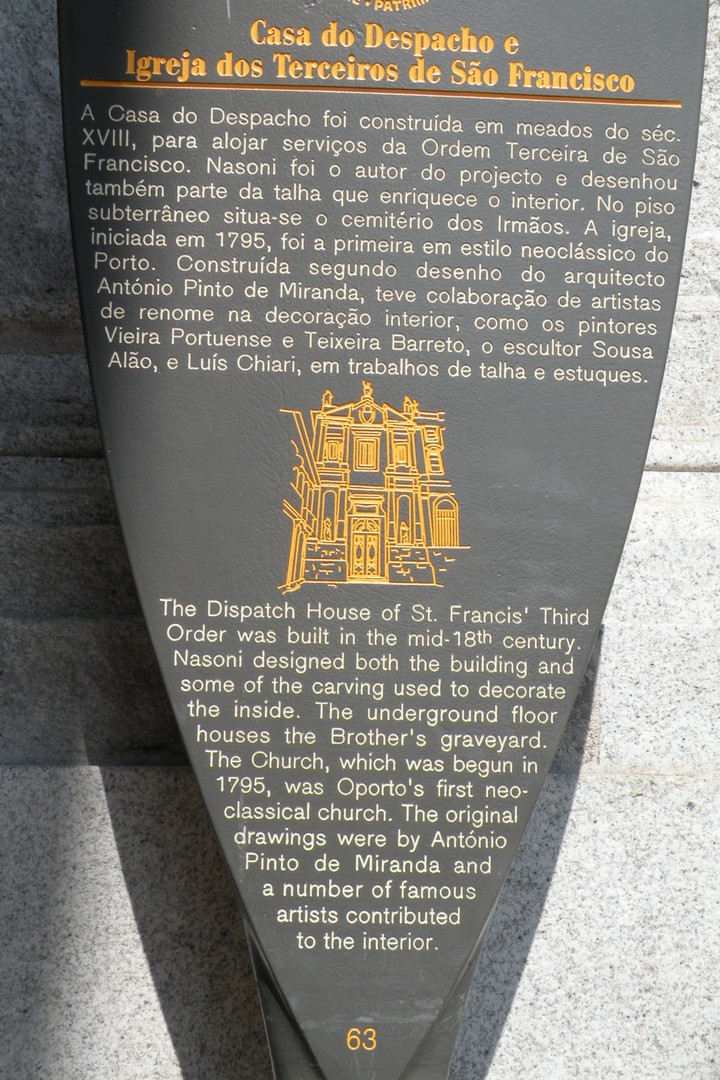 Casa do Despacho e
Igreja dos Terceiros de São Francisco
A Casa do Despacho foi construída em meados do séc.
XVIII, para alojar serviços da Ordem Terceira de São
Francisco. Nasoni foi o autor do projecto e desenhou
também parte da talha que enriquece o interior. No piso
subterrâneo situa-se o cemitério dos Irmãos. A igreja,
iniciada em 1795, foi a primeira em estilo neoclássico do
Porto. Construída segundo desenho do arquitecto
António Pinto de Miranda, teve colaboração de artistas
de renome na decoração interior, como os pintores
Vieira Portuense e Teixeira Barreto, o escultor Sousa
Alão, e Luís Chiari, em trabalhos de talha e estuques.
The Dispatch House of St. Francis' Third
Order was built in the mid-18th century.
Nasoni designed both the building and
some of the carving used to decorate
the inside. The underground floor
houses the Brother's graveyard.
The Church, which was begun in
1795, was Oporto's first neo-
classical church. The original
drawings were by António
Pinto de Miranda and
a number of famous
artists contributed
to the interior.
63